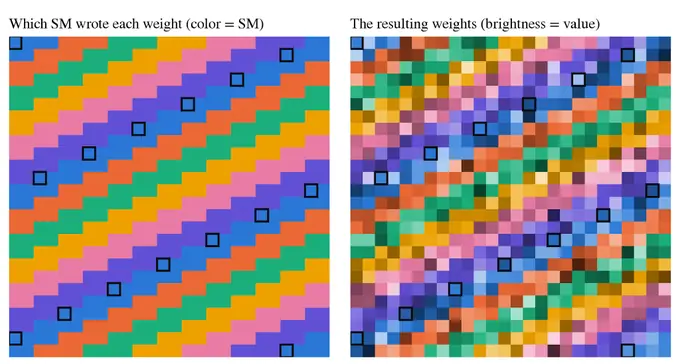 Which SM wrote each weight (color = SM)
The resulting weights (brightness = value)